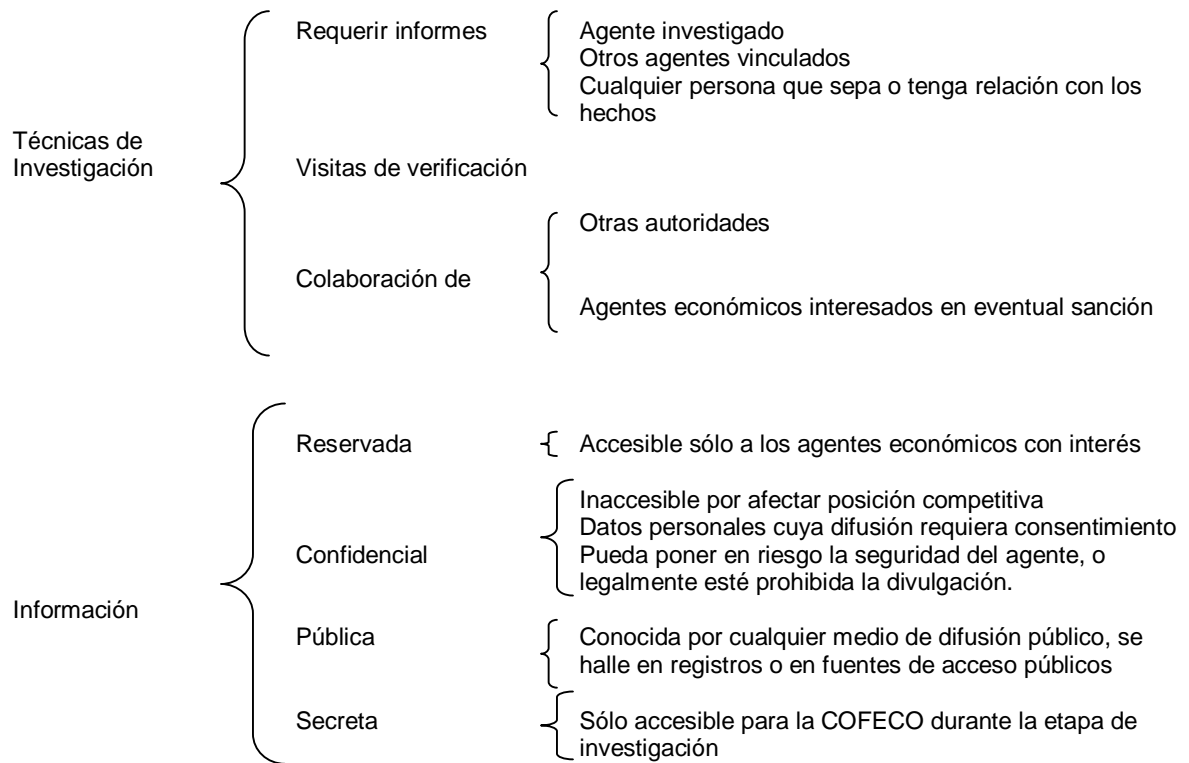 Requerir informes
Agente investigado
Otros agentes vinculados
Cualquier persona que sepa o tenga relación con los
hechos
Técnicas de
Investigación
Visitas de verificación
Otras autoridades
Colaboración de
Agentes económicos interesados en eventual sanción
Reservada
Accesible sólo a los agentes económicos con interés
Inaccesible por afectar posición competitiva
Datos personales cuya difusión requiera consentimiento
Confidencial
Pueda poner en riesgo la seguridad del agente, o
legalmente esté prohibida la divulgación.
Información
Pública
Conocida por cualquier medio de difusión público, se
halle en registros o en fuentes de acceso públicos
Secreta
Sólo accesible para la COFECO durante la etapa de
investigación